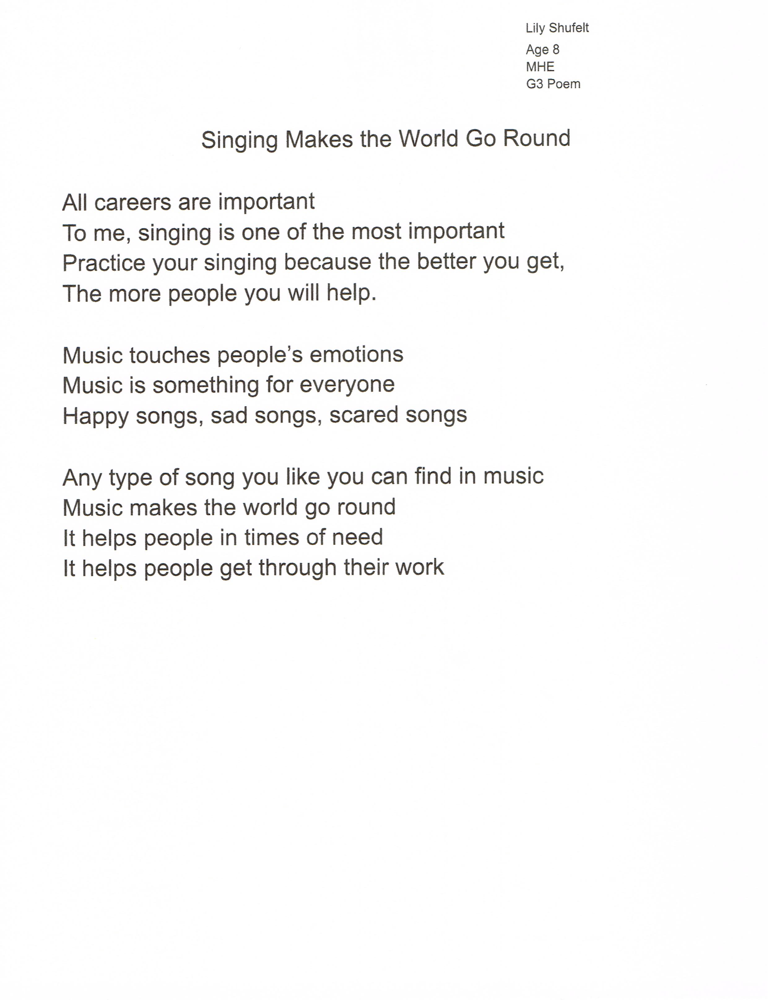 Lily Shufelt
Age 8
MHE
G3 Poem
Singing Makes the World Go Round
All careers are important
To me, singing is one of the most important
Practice your singing because the better you get,
The more people you will help.
Music touches people’s emotions
Music is something for everyone
Happy songs, sad songs, scared songs
Any type of song you like you can find in music
Music makes the world go round
It helps people in times of need
It helps people get through their work